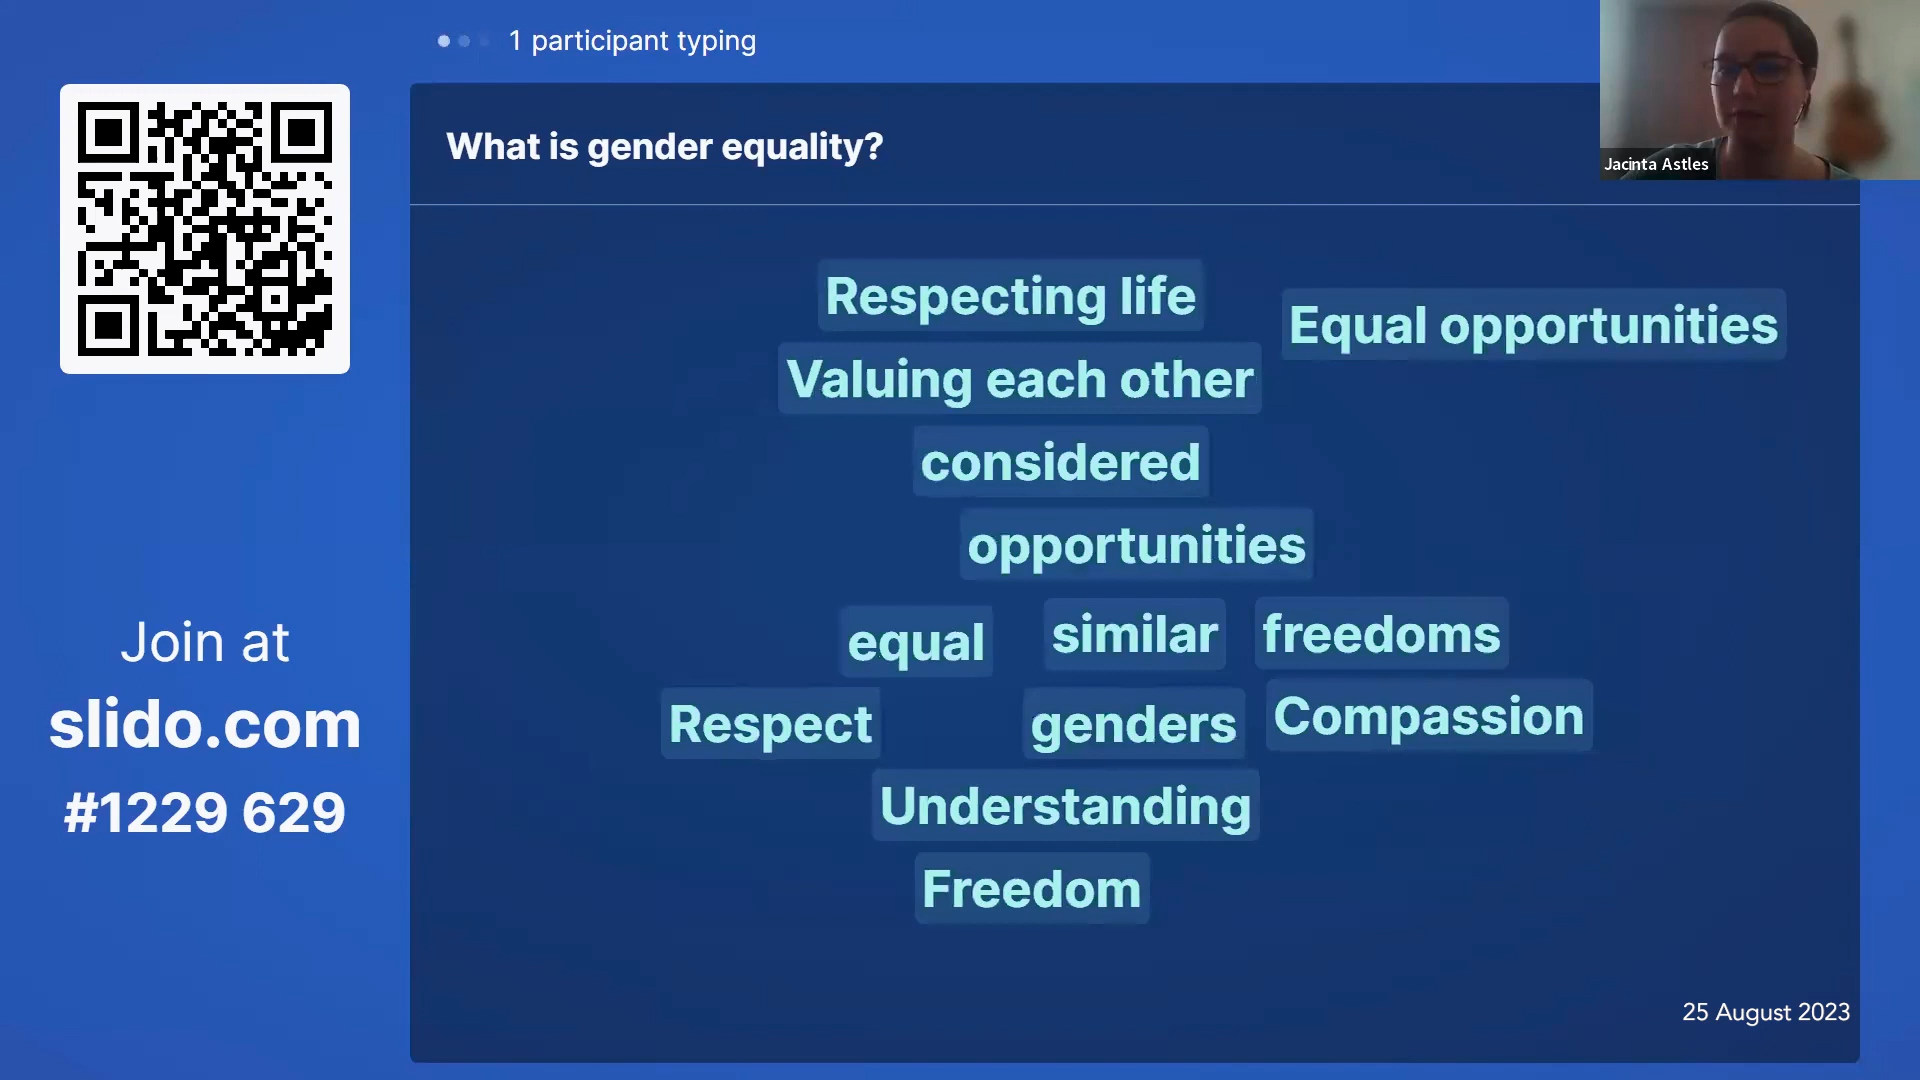 1 participant typing
What is gender equality?
Jacinta Astles
Respecting life
Equal opportunities
Valuing each other
considered
opportunities
equal
similar
freedoms
Respect
genders
Compassion
Understanding
Freedom
Join at
slido.com
#1229 629
25 August 2023